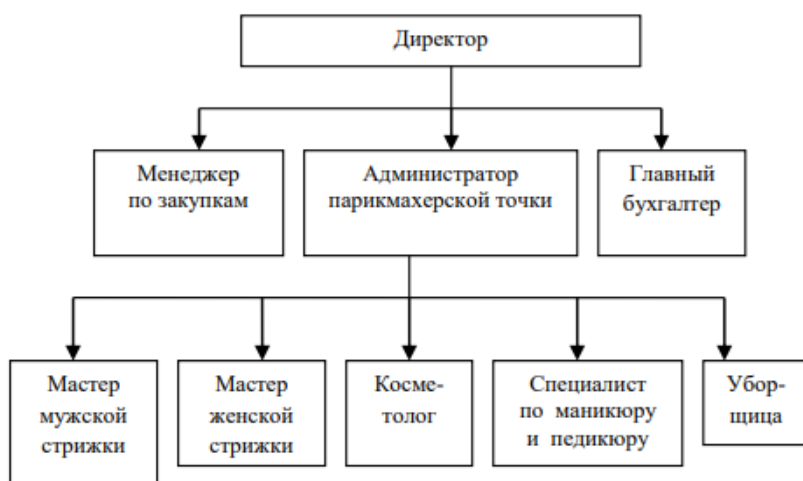 Директор
Менеджер
по закупкам
Администратор
парикмахерской точки
Главный
бухгалтер
Мастер
мужской
стрижки
Мастер
женской
стрижки
Косме-
толог
Специалист
по маникюру
и педикюру
Убор-
щица